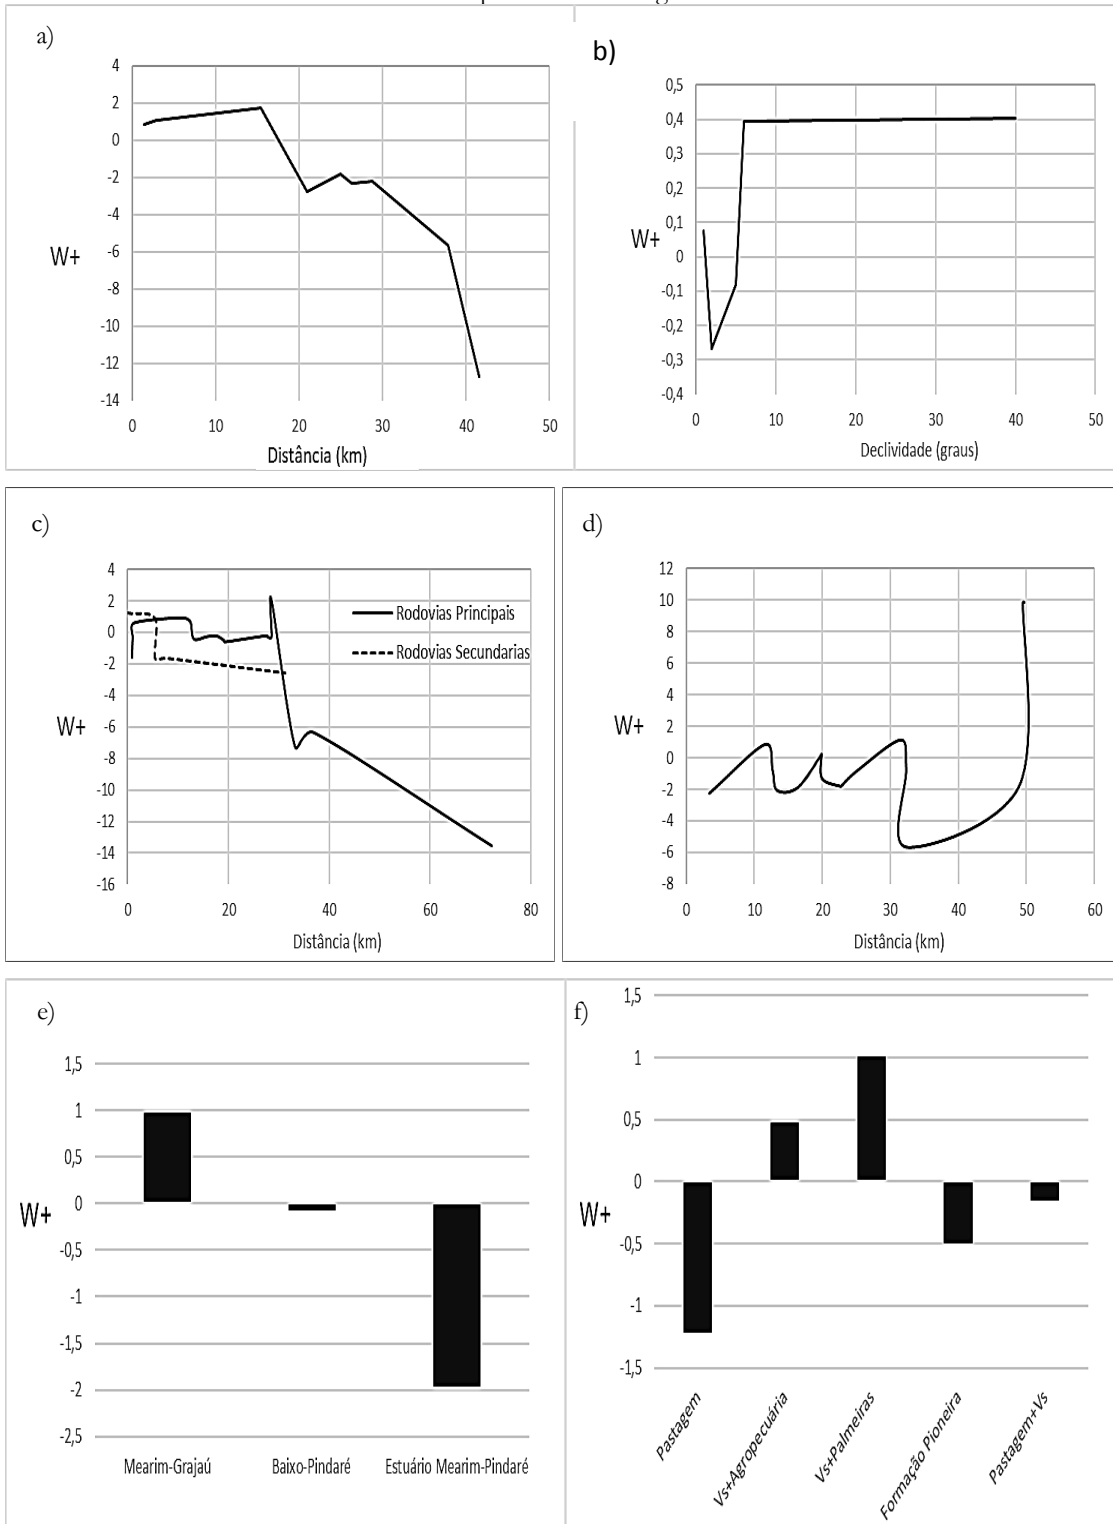 a)
4
2
0
-2
-4
-6
-8
-10
-12
-14
W+
0 10 20 30 40 50
Distância (km)
b)
0,5
0,4
0,3
0,2
0,1
0
-0,1
-0,2
-0,3
-0,4
W+
0 10 20 30 40 50
Declividade (graus)
c)
4
2
0
-2
-4
-6
-8
-10
-12
-14
-16
W+
Rodovias Principais
Rodovias Secundarias
0 20 40 60 80
Distância (km)
d)
12
10
8
6
4
2
0
-2
-4
-6
-8
W+
0 10 20 30 40 50 60
Distância (km)
e)
1,5
1
0,5
0
-0,5
-1
-1,5
-2
-2,5
W+
Mearim-Grajaú Baixo-Pindaré Estuário Mearim-Pindaré
f)
1,5
1
0,5
0
-0,5
-1
-1,5
W+
Pastagem
Vs+Agropecuária
Vs+Palmeiras
Formação Pioneira
Pastagem+Vs